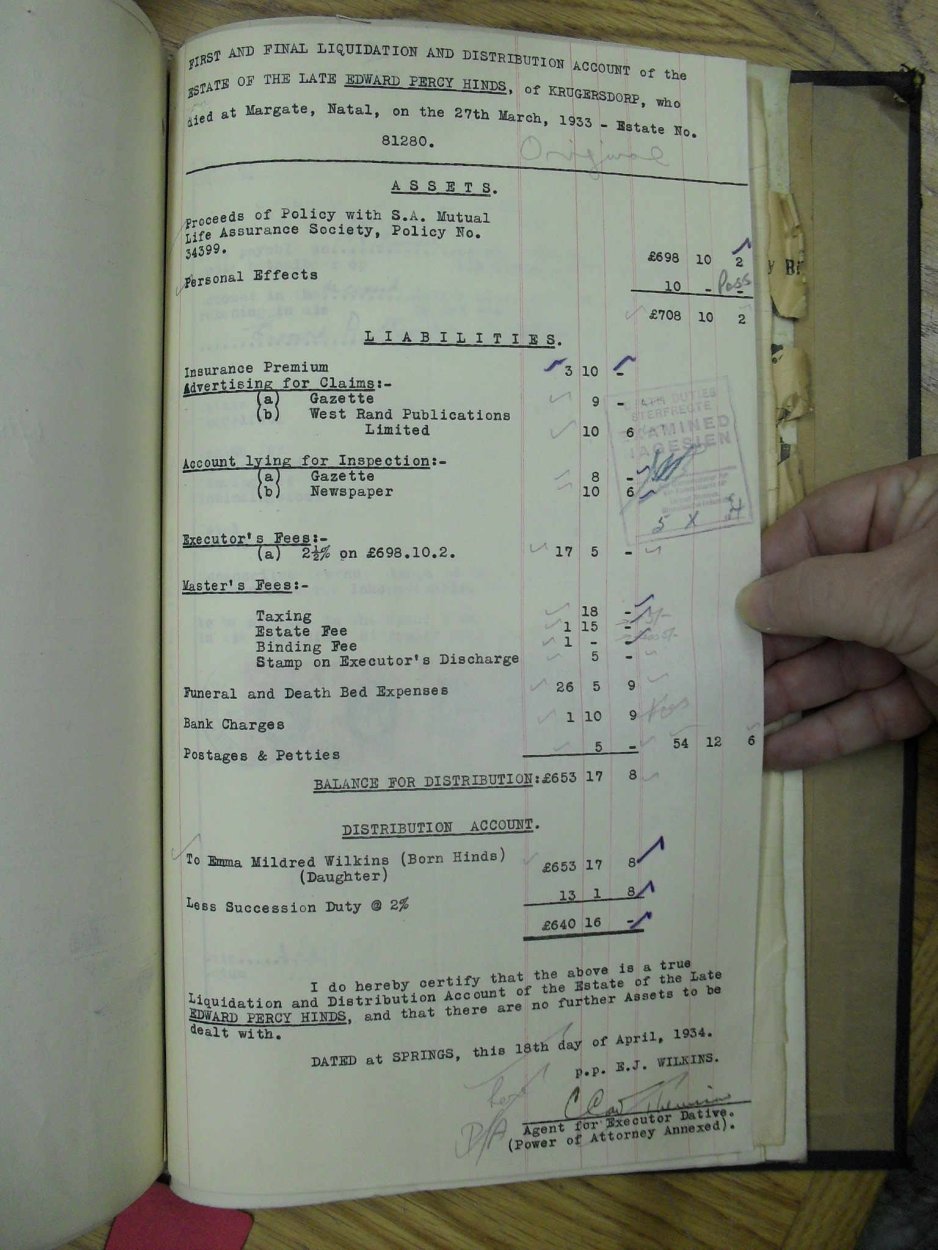 FIRST AND FINAL LIQUIDATION AND DISTRIBUTION ACCOUNT of the
ESTATE OF THE LATE EDWARD PERCY HINDS, of KRUGERSDORP, who
died at Margate, Natal, on the 27th March, 1933 - Estate No.
81280.
Original
A S S E T S.
Proceeds of Policy with S.A. Mutual
Life Assurance Society, Policy No.
34399. £698 10 2
Personal Effects 10 - -
Poss
£708 10 2
L I A B I L I T I E S.
Insurance Premium 3 10 -
Advertising for Claims:-
(a) Gazette 9 -
(b) West Rand Publications
Limited 10 6
Account lying for Inspection:-
(a) Gazette 8 -
(b) Newspaper 10 6
DEATH DUTIES
STERFREGTE
EXAMINED
NAGESIEN
5 X 34
Executor's Fees:-
(a) 2½% on £698.10.2. 17 5 -
Master's Fees:-
Taxing 18 -
Estate Fee 1 15 -
Binding Fee 1 - -
Stamp on Executor's Discharge 5 -
Funeral and Death Bed Expenses 26 5 9
Bank Charges 1 10 9
Postages & Petties 5 - 54 12 6
BALANCE FOR DISTRIBUTION:£653 17 8
DISTRIBUTION ACCOUNT.
To Emma Mildred Wilkins (Born Hinds) £653 17 8
(Daughter)
Less Succession Duty @ 2% 13 1 8
£640 16 -
I do hereby certify that the above is a true
Liquidation and Distribution Account of the Estate of the Late
EDWARD PERCY HINDS, and that there are no further Assets to be
dealt with.
DATED at SPRINGS, this 18th day of April, 1934.
p.p. E.J. WILKINS.
Agent for Executor Dative.
(Power of Attorney Annexed).
P/A